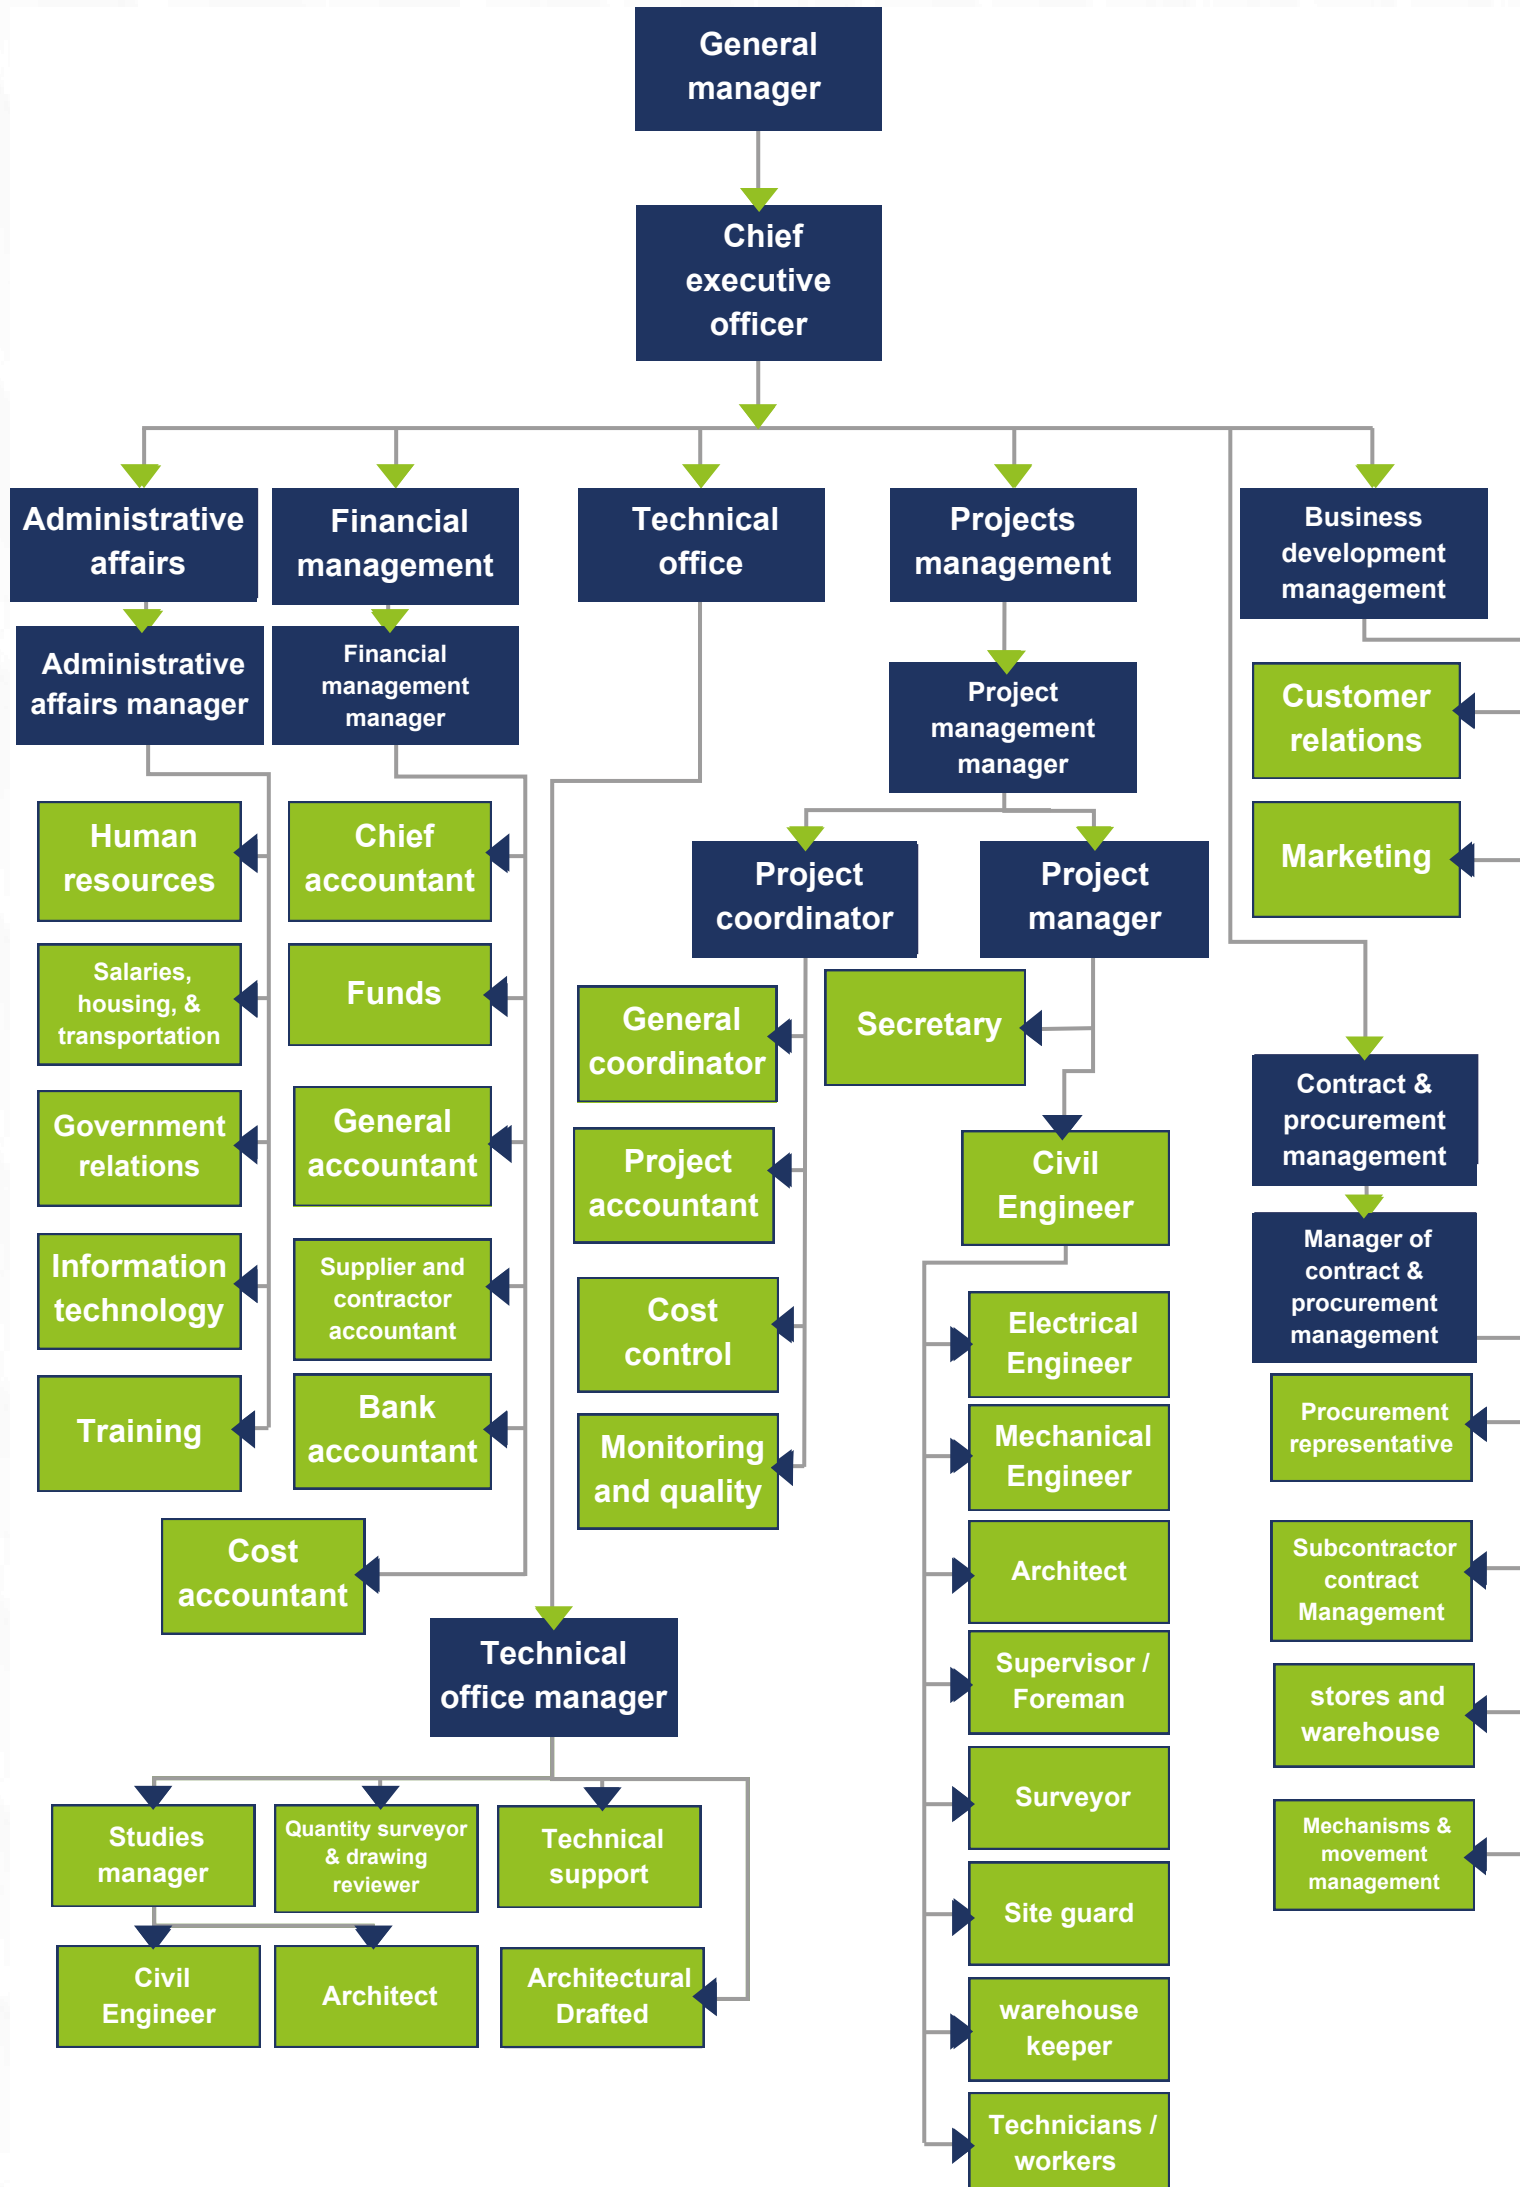 General
manager
Chief
executive
officer
Administrative
affairs
Financial
management
Technical
office
Projects
management
Business
development
management
Administrative
affairs manager
Financial
management
manager
Project
management
manager
Customer
relations
Marketing
Human
resources
Chief
accountant
Project
coordinator
Project
manager
Salaries,
housing, &
transportation
Funds
General
coordinator
Secretary
Government
relations
General
accountant
Project
accountant
Civil
Engineer
Contract &
procurement
management
Information
technology
Supplier and
contractor
accountant
Cost
control
Electrical
Engineer
Manager of
contract &
procurement
management
Training
Bank
accountant
Monitoring
and quality
Mechanical
Engineer
Procurement
representative
Cost
accountant
Architect
Subcontractor
contract
Management
Technical
office manager
Supervisor /
Foreman
stores and
warehouse
Studies
manager
Quantity surveyor
& drawing
reviewer
Technical
support
Surveyor
Mechanisms &
movement
management
Civil
Engineer
Architect
Architectural
Drafted
Site guard
warehouse
keeper
Technicians /
workers